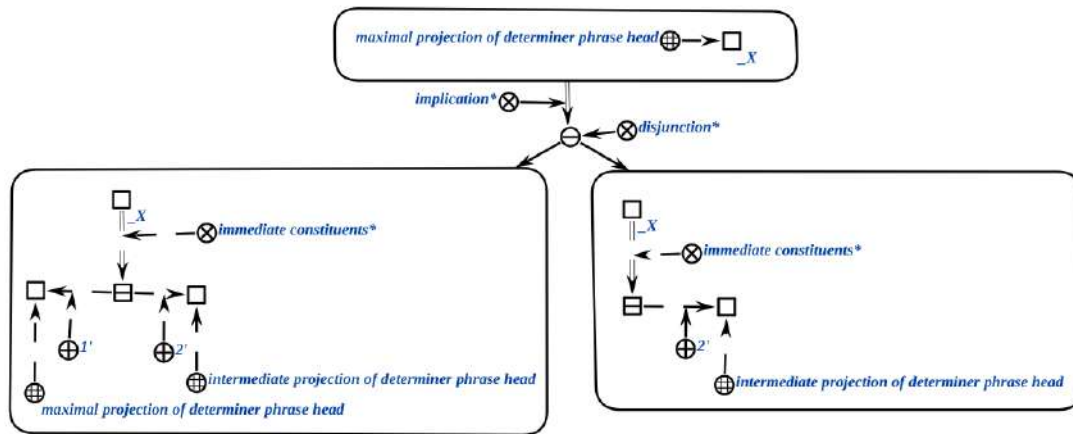 maximal projection of determiner phrase head
_X
implication*
disjunction*
_X
immediate constituents*
1'
2'
intermediate projection of determiner phrase head
maximal projection of determiner phrase head
_X
immediate constituents*
2'
intermediate projection of determiner phrase head